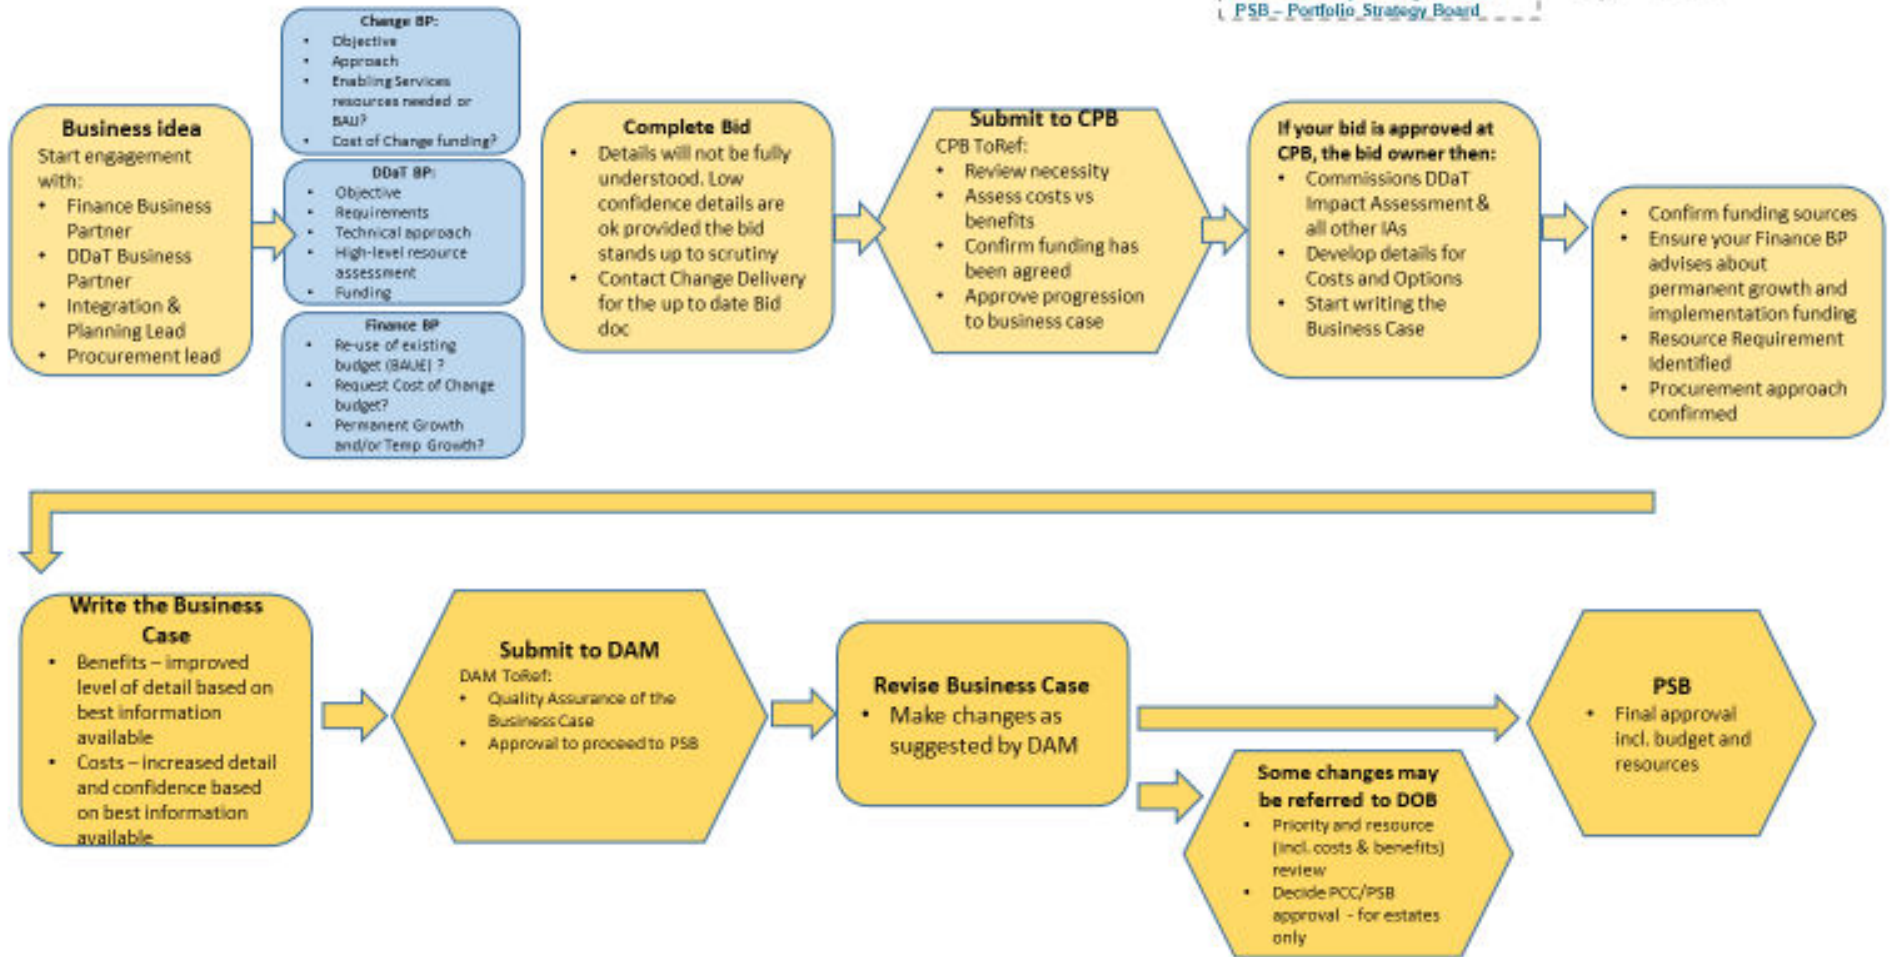 PSB – Portfolio Strategy Board
Business idea
Start engagement
with:
• Finance Business
Partner
• DDaT Business
Partner
• Integration &
Planning Lead
• Procurement lead
Change BP:
• Objective
• Approach
• Enabling Services
resources needed or
BAU?
• Cost of Change funding?
DDaT BP:
• Objective
• Requirements
• Technical approach
• High-level resource
assessment
• Funding
Finance BP
• Re-use of existing
budget (BAUE) ?
• Request Cost of Change
budget?
• Permanent Growth
and/or Temp Growth?
Complete Bid
• Details will not be fully
understood. Low
confidence details are
ok provided the bid
stands up to scrutiny
• Contact Change Delivery
for the up to date Bid
doc
Submit to CPB
CPB ToRef:
• Review necessity
• Assess costs vs
benefits
• Confirm funding has
been agreed
• Approve progression
to business case
If your bid is approved at
CPB, the bid owner then:
• Commissions DDaT
Impact Assessment &
all other IAs
• Develop details for
Costs and Options
• Start writing the
Business Case
• Confirm funding sources
• Ensure your Finance BP
advises about
permanent growth and
implementation funding
• Resource Requirement
Identified
• Procurement approach
confirmed
Write the Business
Case
• Benefits – improved
level of detail based on
best information
available
• Costs – increased detail
and confidence based
on best information
available
Submit to DAM
DAM ToRef:
• Quality Assurance of the
Business Case
• Approval to proceed to PSB
Revise Business Case
• Make changes as
suggested by DAM
Some changes may
be referred to DOB
• Priority and resource
(incl. costs & benefits)
review
• Decide PCC/PSB
approval - for estates
only
PSB
• Final approval
incl. budget and
resources